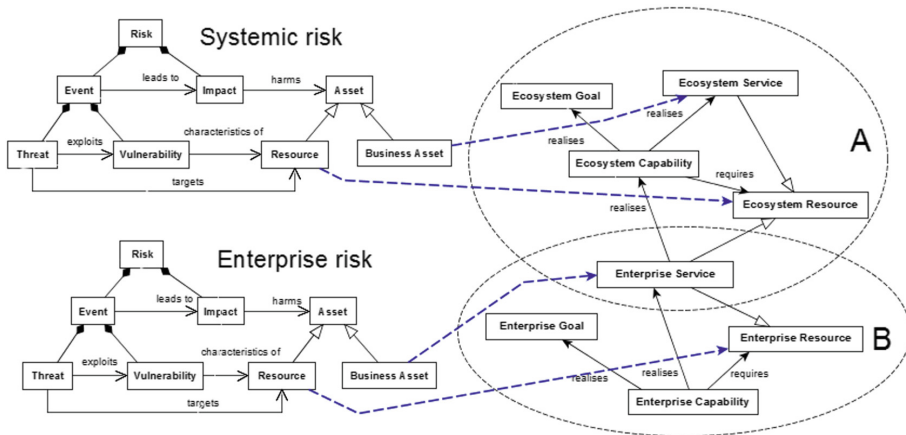 Risk
Systemic risk
Event
leads to
Impact
harms
Asset
Threat
exploits
Vulnerability
characteristics of
Resource
Business Asset
targets
Ecosystem Goal
Ecosystem Service
realises
realises
A
Ecosystem Capability
requires
Ecosystem Resource
realises
Risk
Enterprise risk
Event
leads to
Impact
harms
Asset
Threat
exploits
Vulnerability
characteristics of
Resource
Business Asset
targets
Enterprise Service
Enterprise Goal
Enterprise Resource
B
realises
realises
requires
Enterprise Capability